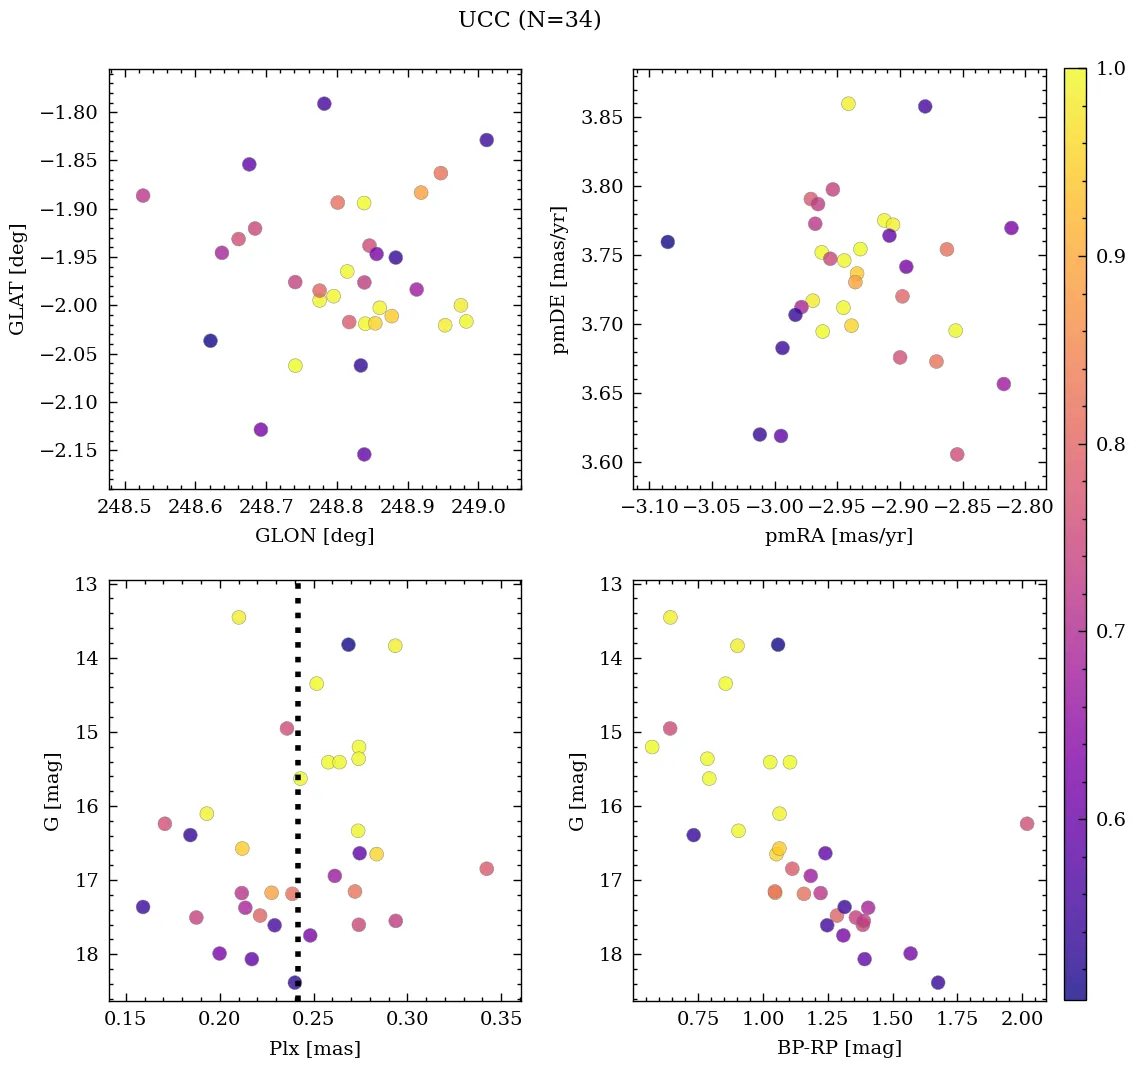 UCC (N=34)
−1.80
−1.85
−1.90
−1.95
−2.00
−2.05
−2.10
−2.15
GLAT [deg]
248.5 248.6 248.7 248.8 248.9 249.0
GLON [deg]
3.85
3.80
3.75
3.70
3.65
3.60
pmDE [mas/yr]
−3.10 −3.05 −3.00 −2.95 −2.90 −2.85 −2.80
pmRA [mas/yr]
1.0
0.9
0.8
0.7
0.6
13
14
15
16
17
18
G [mag]
0.15 0.20 0.25 0.30 0.35
Plx [mas]
13
14
15
16
17
18
G [mag]
0.75 1.00 1.25 1.50 1.75 2.00
BP-RP [mag]